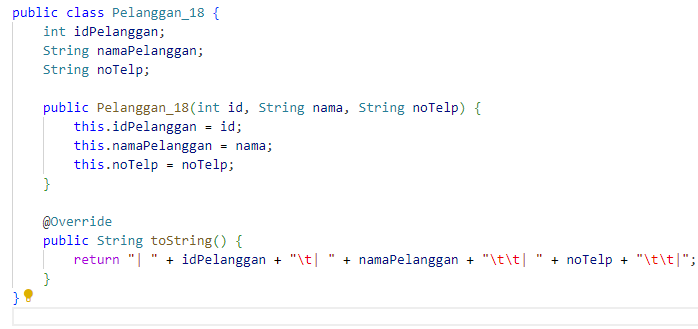 public class Pelanggan_18 {
    int idPelanggan;
    String namaPelanggan;
    String noTelp;

    public Pelanggan_18(int id, String nama, String noTelp) {
        this.idPelanggan = id;
        this.namaPelanggan = nama;
        this.noTelp = noTelp;
    }

    @Override
    public String toString() {
        return "| " + idPelanggan + "\t| " + namaPelanggan + "\t\t| " + noTelp + "\t\t|";
    }
}